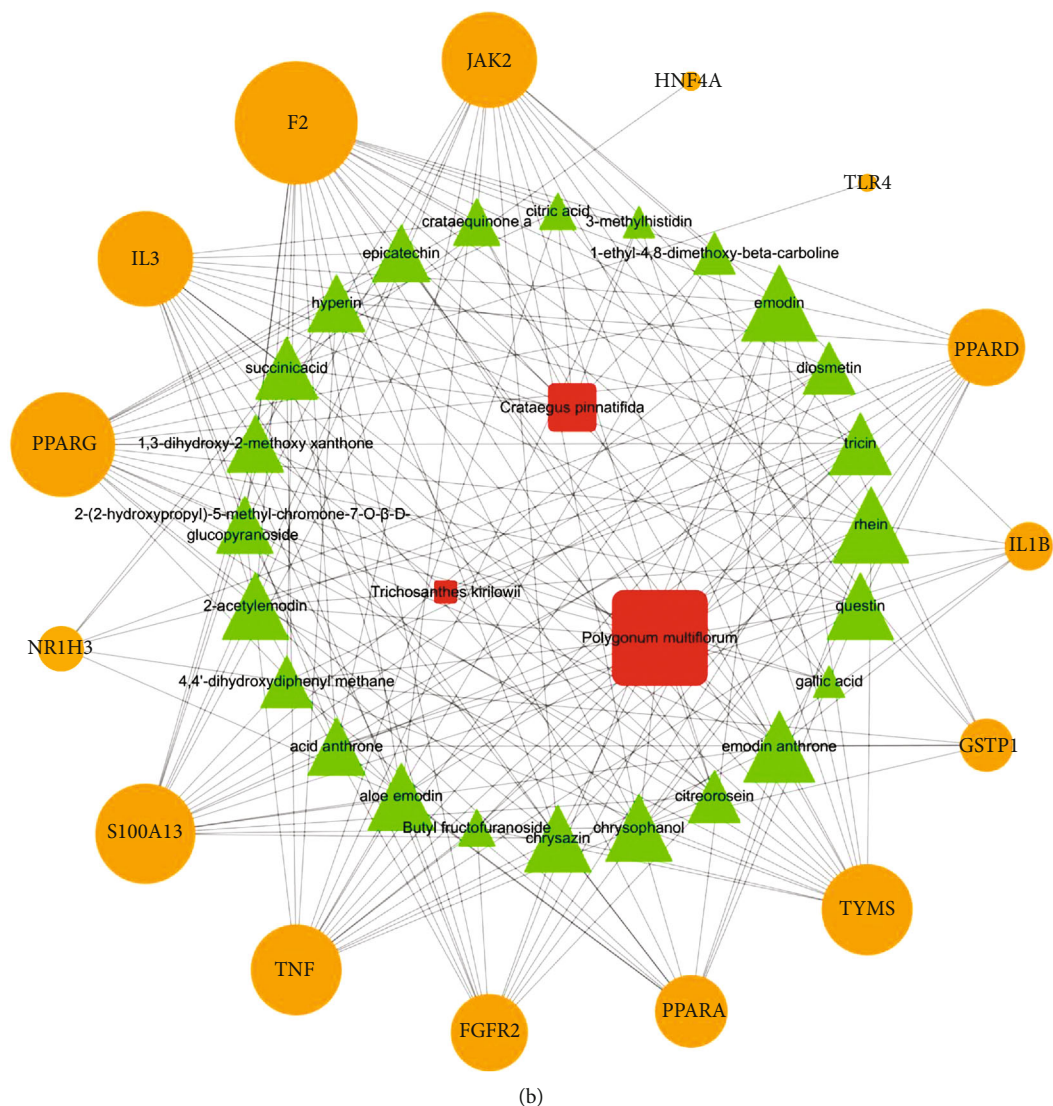 JAK2
HNF4A
F2
TLR4
citric acid
crataequinone a
3-methylhistidin
epicatechin
1-ethyl-4,8-dimethoxy-beta-carboline
IL3
hyperin
emodin
PPARD
succinicacid
diosmetin
Crataegus pinnatifida
PPARG
1,3-dihydroxy-2-methoxy xanthone
tricin
2-(2-hydroxypropyl)-5-methyl-chromone-7-O-β-D-
glucopyranoside
rhein
IL1B
Trichosanthes kirilowii
2-acetylemodin
questin
Polygonum multiflorum
NR1H3
4,4'-dihydroxydiphenyl methane
gallic acid
acid anthrone
emodin anthrone
GSTP1
aloe emodin
citreorosein
Butyl fructofuranoside
chrysazin
chrysophanol
S100A13
TYMS
TNF
FGFR2
PPARA
(b)